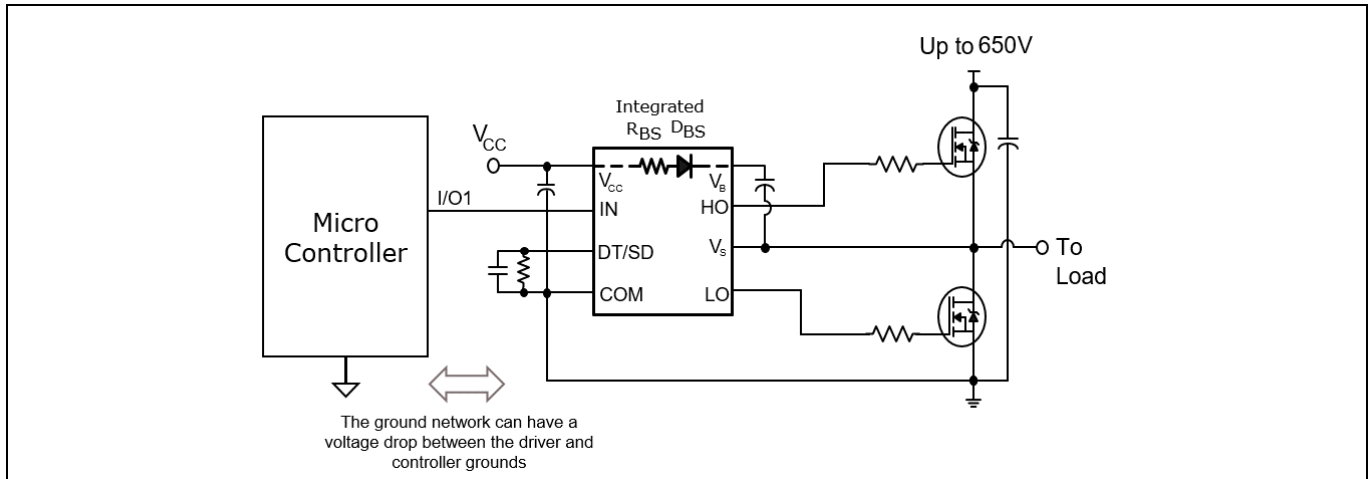 Up to 650V
Integrated
RBS DBS
VCC
Micro
Controller
I/O1
VCC
VB
IN
HO
DT/SD
VS
COM
LO
To
Load
The ground network can have a
voltage drop between the driver and
controller grounds